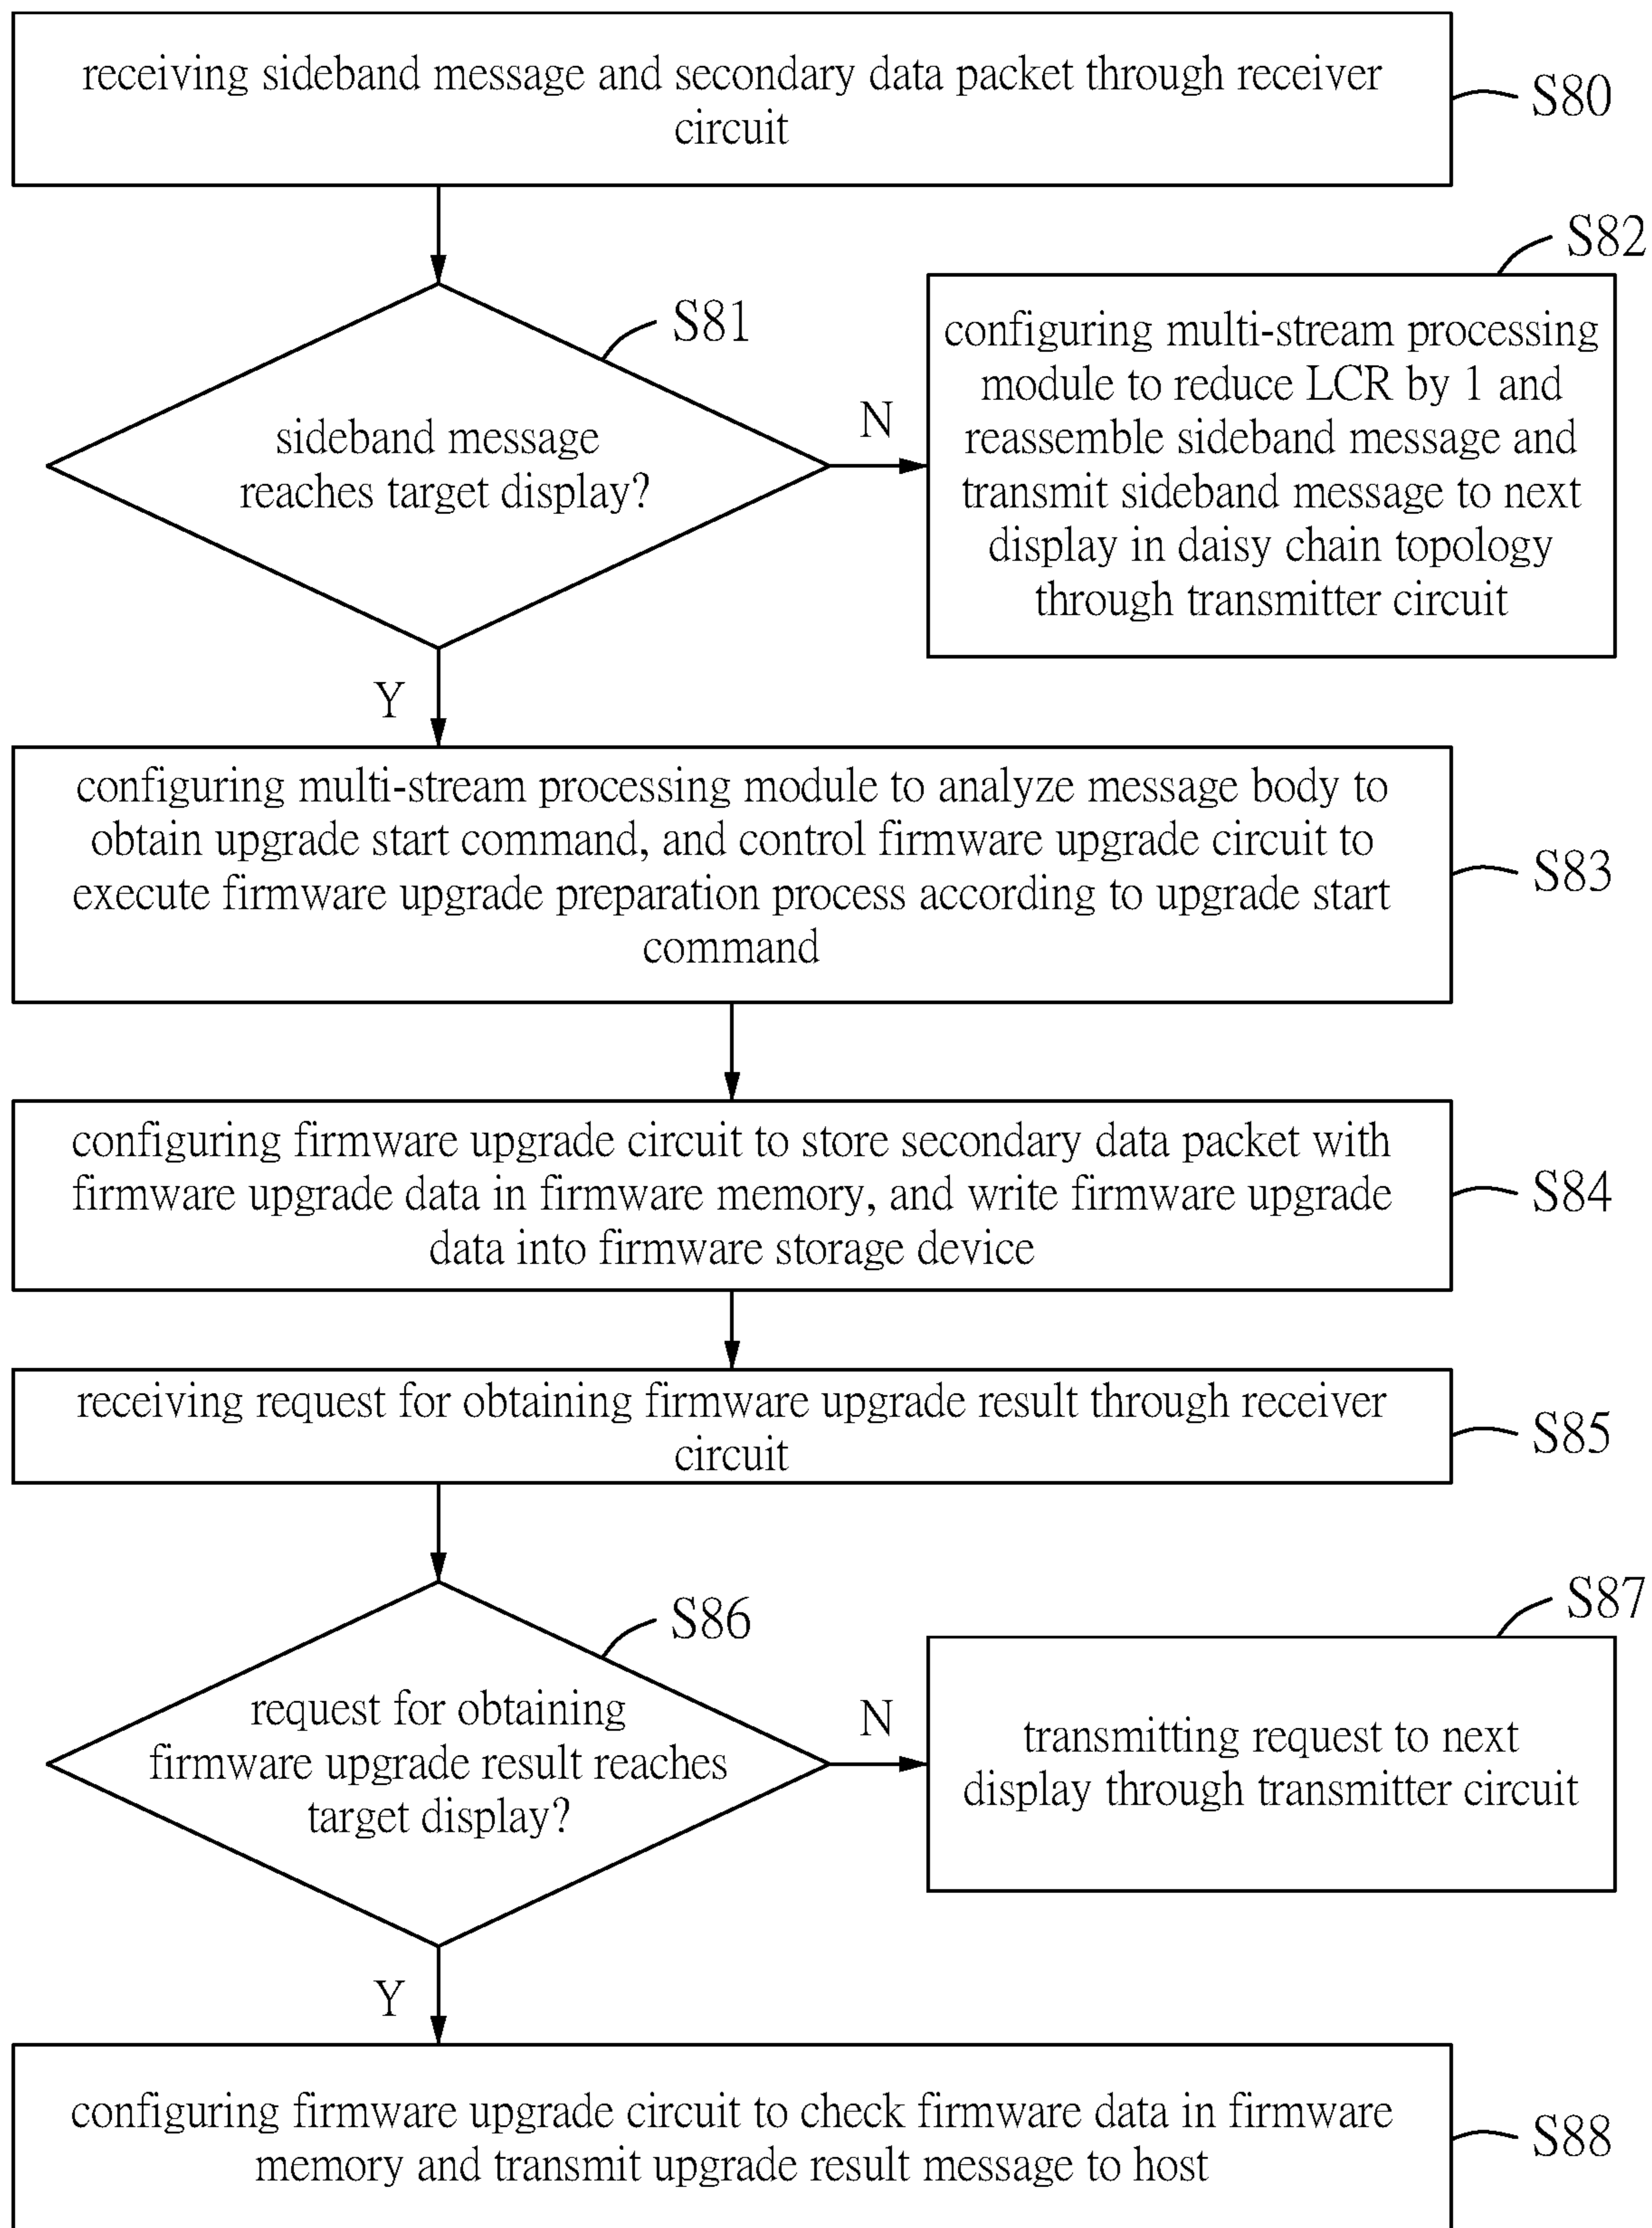 receiving sideband message and secondary data packet through receiver
circuit
S80
S81
sideband message
reaches target display?
N
S82
configuring multi-stream processing
module to reduce LCR by 1 and
reassemble sideband message and
transmit sideband message to next
display in daisy chain topology
through transmitter circuit
Y
configuring multi-stream processing module to analyze message body to
obtain upgrade start command, and control firmware upgrade circuit to
execute firmware upgrade preparation process according to upgrade start
command
S83
configuring firmware upgrade circuit to store secondary data packet with
firmware upgrade data in firmware memory, and write firmware upgrade
data into firmware storage device
S84
receiving request for obtaining firmware upgrade result through receiver
circuit
S85
S86
request for obtaining
firmware upgrade result reaches
target display?
N
S87
transmitting request to next
display through transmitter circuit
Y
configuring firmware upgrade circuit to check firmware data in firmware
memory and transmit upgrade result message to host
S88